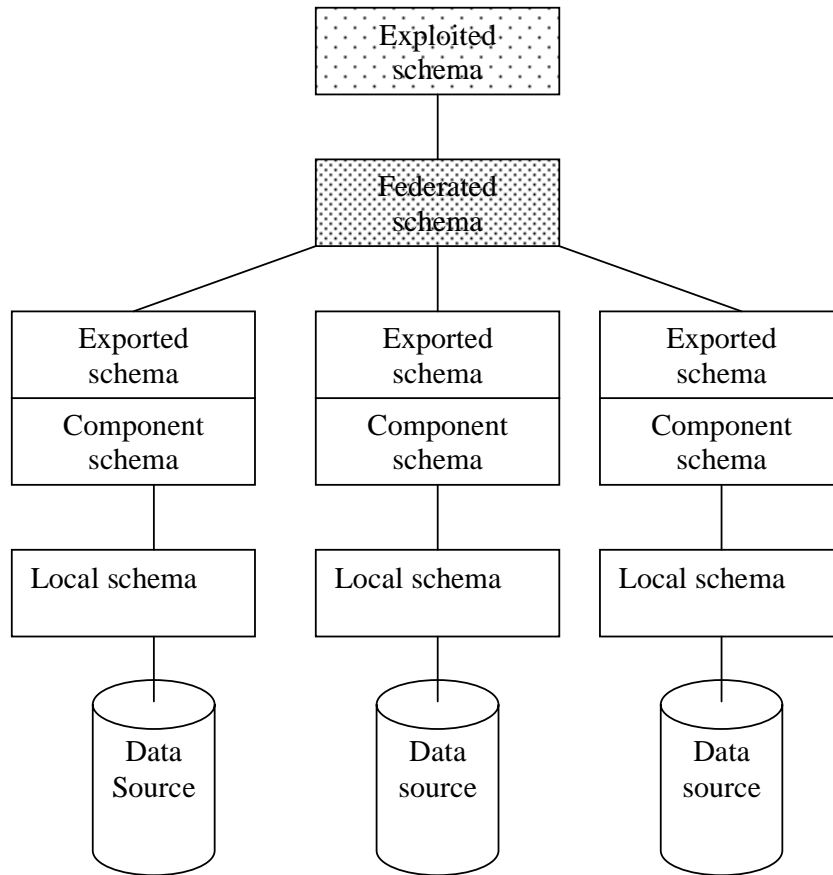 Exploited
schema
Federated
schema
Exported
schema
Component
schema
Local schema
Data
Source
Exported
schema
Component
schema
Local schema
Data
source
Exported
schema
Component
schema
Local schema
Data
source